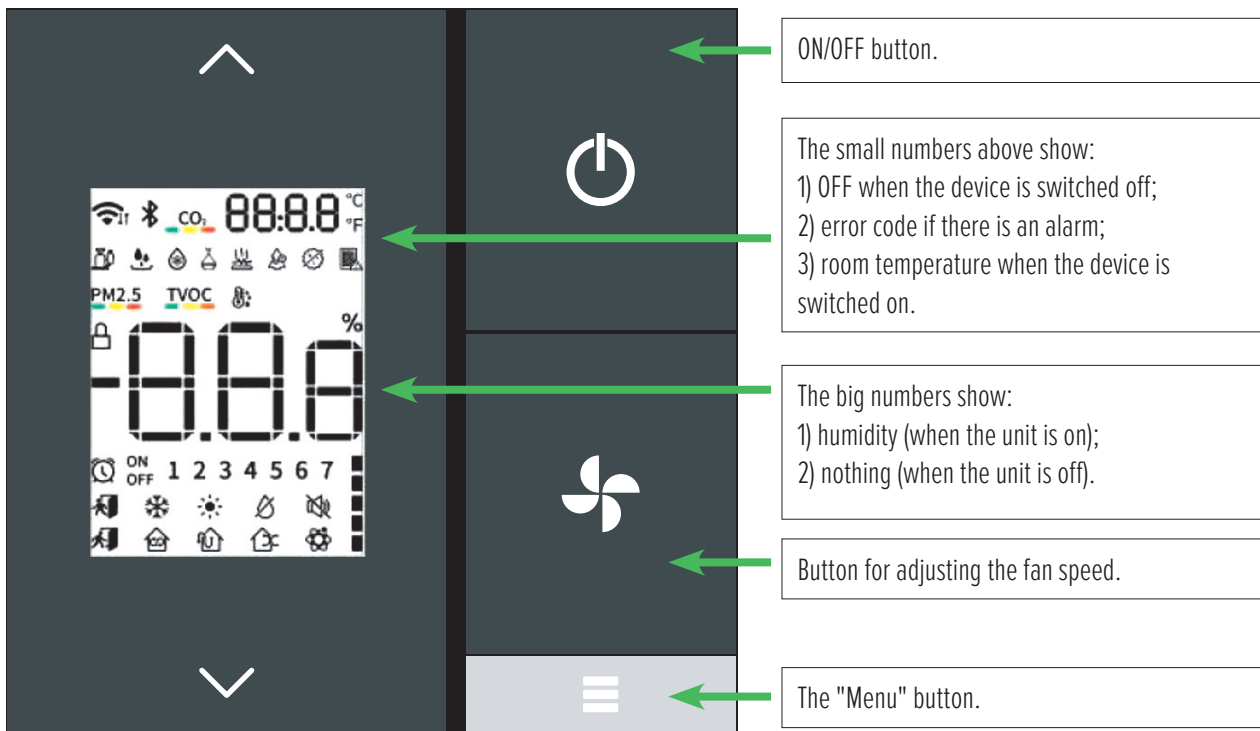 CO₂ 88:8.8 °C
°F
PM2.5 TVOC
%
-8.8.8
ON
OFF 1 2 3 4 5 6 7
ON/OFF button.
The small numbers above show:
1) OFF when the device is switched off;
2) error code if there is an alarm;
3) room temperature when the device is
switched on.
The big numbers show:
1) humidity (when the unit is on);
2) nothing (when the unit is off).
Button for adjusting the fan speed.
The "Menu" button.